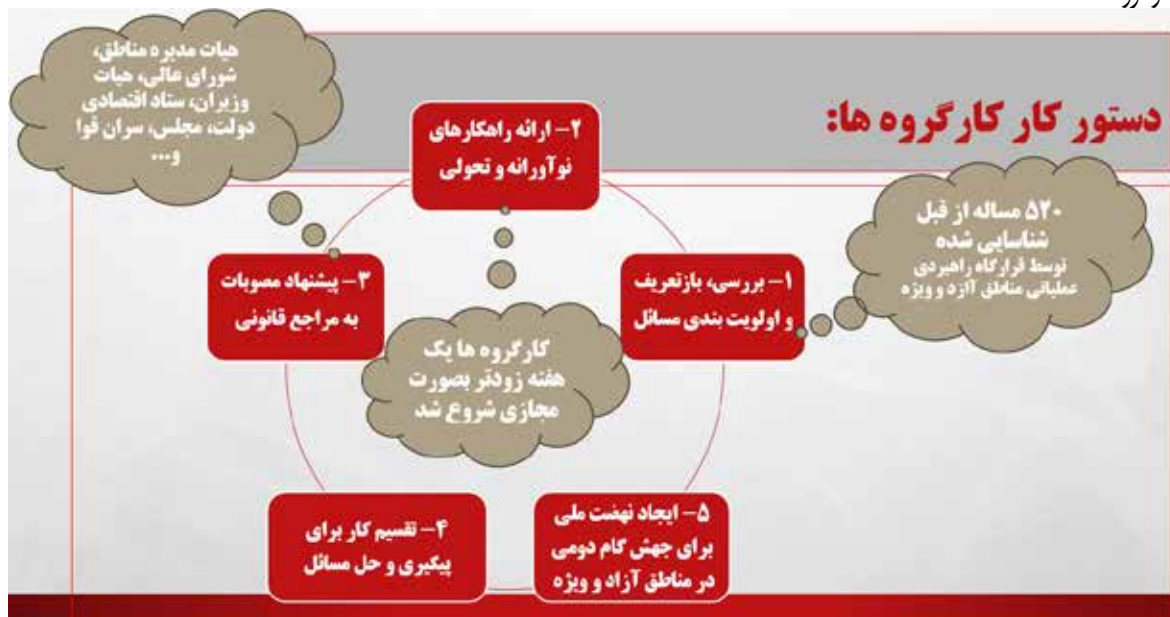 دستور کار کارگروه ها:
۱- بررسی، بازتعریف
و اولویت بندی مسائل
۵۲۰ مساله از قبل
شناسایی شده
توسط قرارگاه راهبردی
عملیاتی مناطق آازد و ویژه
۲- ارائه راهکارهای
نوآورانه و تحولی
کارگروه ها یک
هفته زودتر بصورت
مجازی شروع شد
۳- پیشنهاد مصوبات
به مراجع قانونی
هیات مدیره مناطق،
شورای عالی، هیات
وزیران، ستاد اقتصادی
دولت، مجلس، سران قوا
و...
۴- تقسیم کار برای
پیگیری و حل مسائل
۵- ایجاد نهضت ملی
برای جهش گام دومی
در مناطق آزاد و ویژه